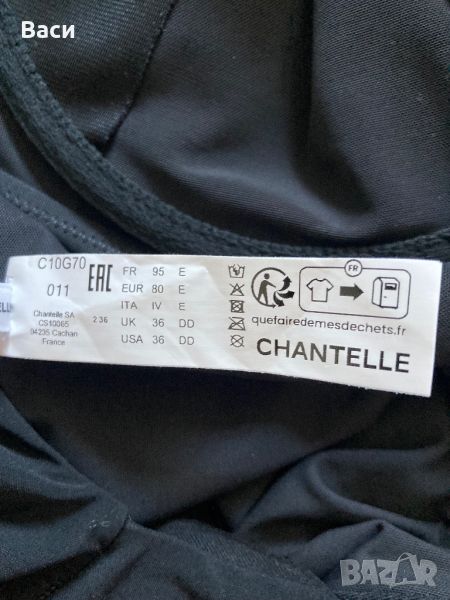 Васи
C10G70
011
Chantelle SA
CS10065
94235 Cachan
France
EAC
2 36
FR 95 E
EUR 80 E
ITA IV E
UK 36 DD
USA 36 DD
FR
quefairedemesdechets.fr
CHANTELLE
BAZAR